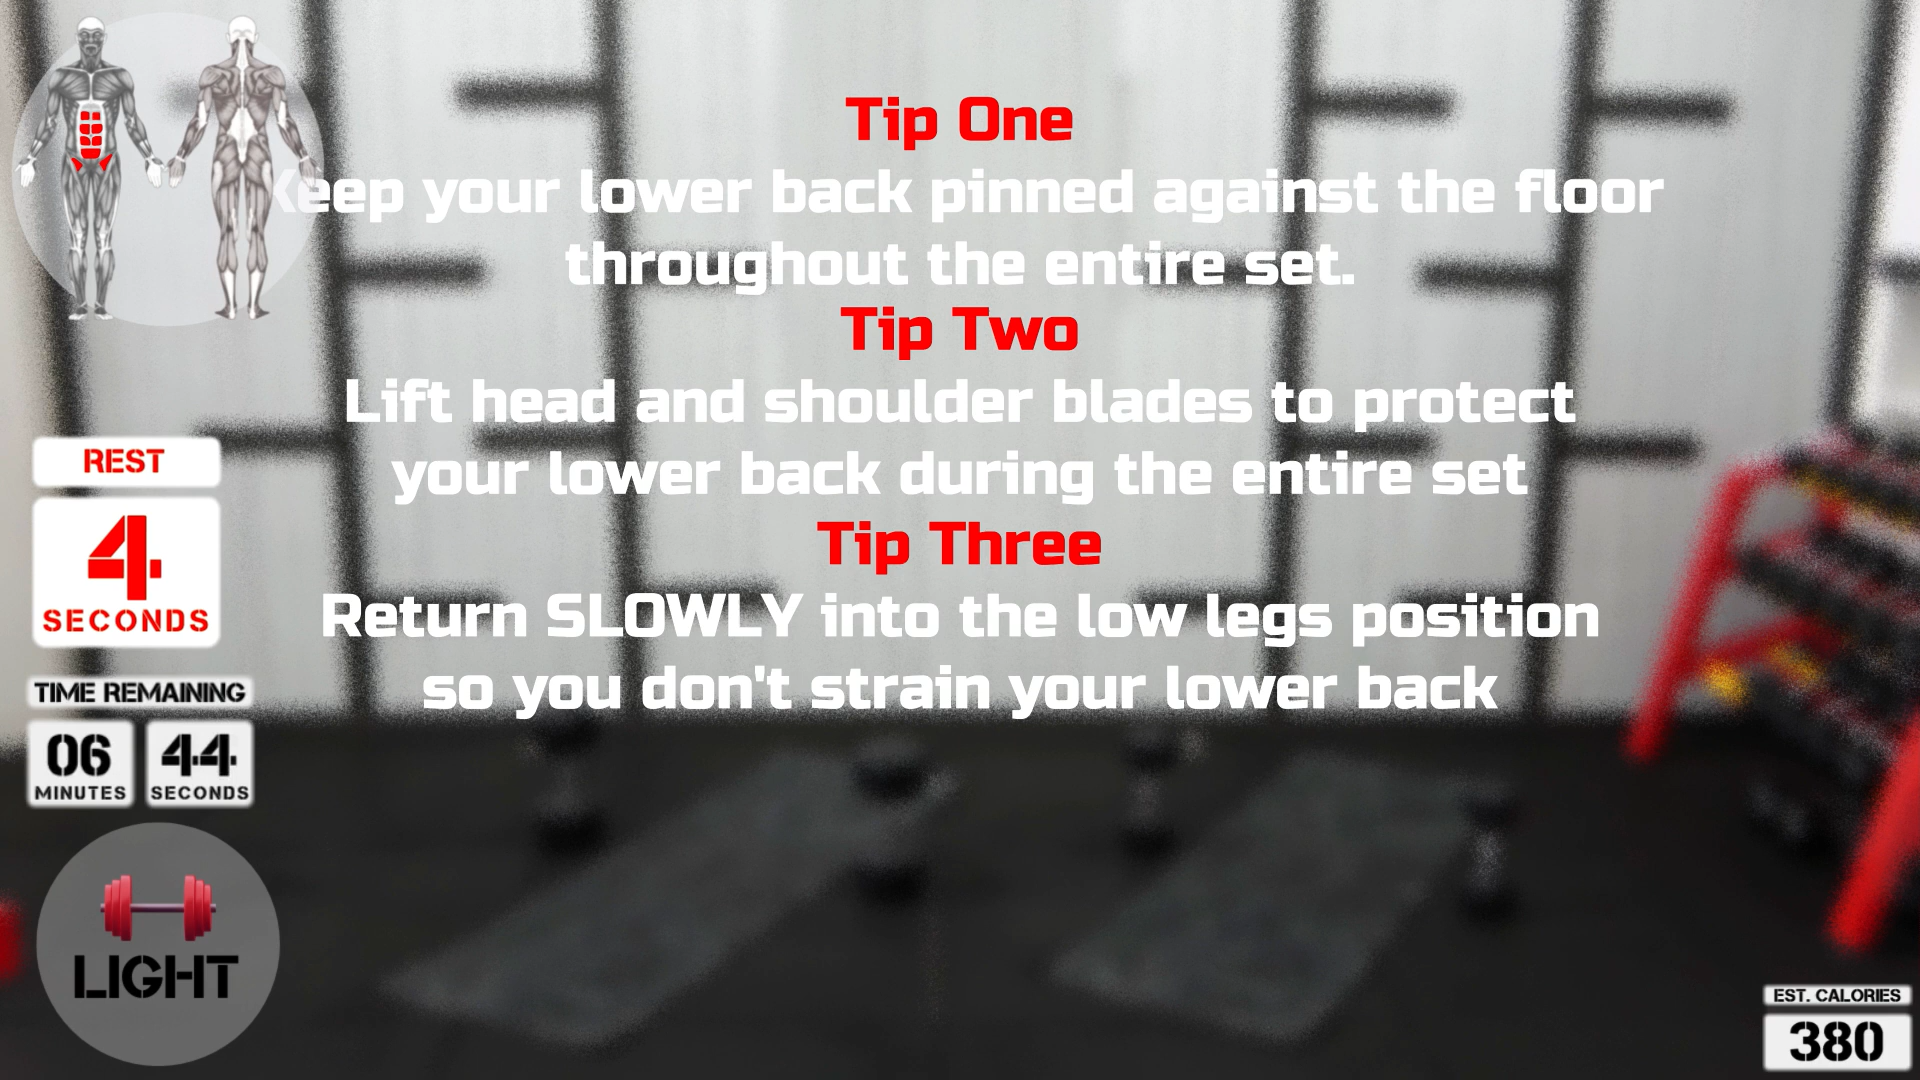 Tip One
Keep your lower back pinned against the floor
throughout the entire set.
Tip Two
Lift head and shoulder blades to protect
your lower back during the entire set
Tip Three
Return SLOWLY into the low legs position
so you don't strain your lower back
REST
4
SECONDS
TIME REMAINING
06 44
MINUTES SECONDS
LIGHT
EST. CALORIES
380